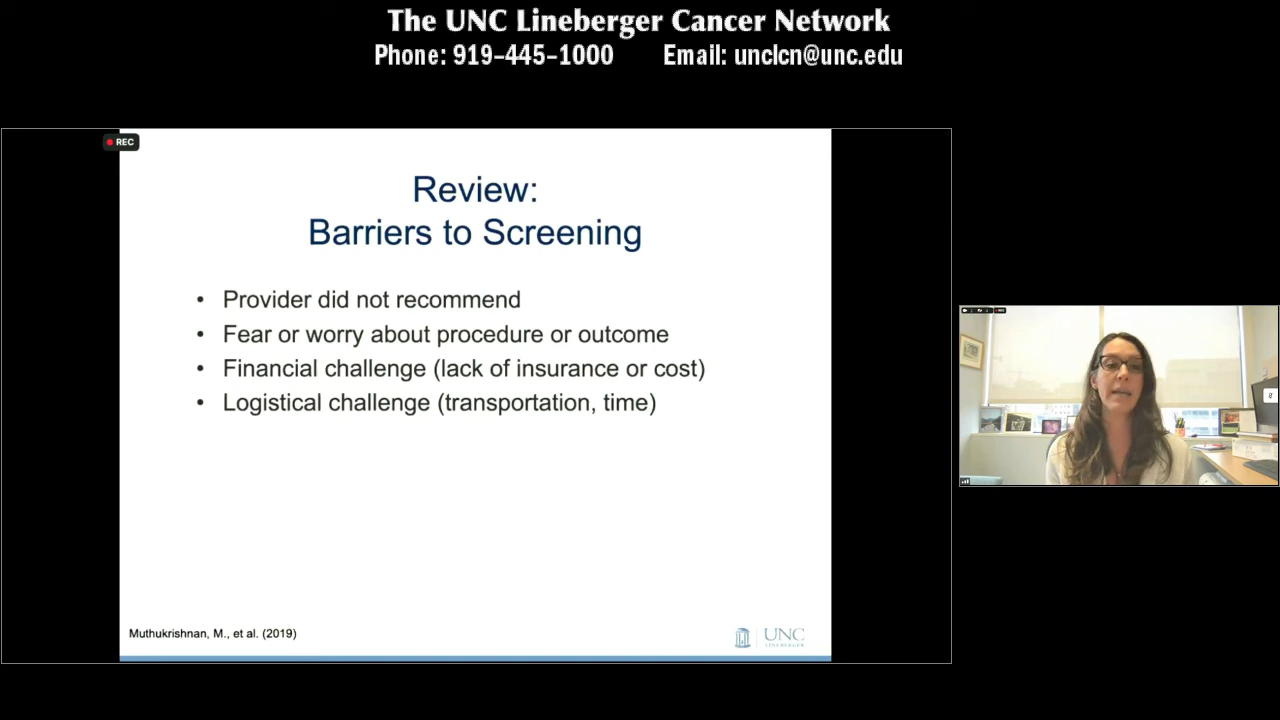 The UNC Lineberger Cancer Network
Phone: 919-445-1000 Email: unclcn@unc.edu
REC
Review:
Barriers to Screening
• Provider did not recommend
• Fear or worry about procedure or outcome
• Financial challenge (lack of insurance or cost)
• Logistical challenge (transportation, time)
Muthukrishnan, M., et al. (2019)
UNC
LINEBERGER